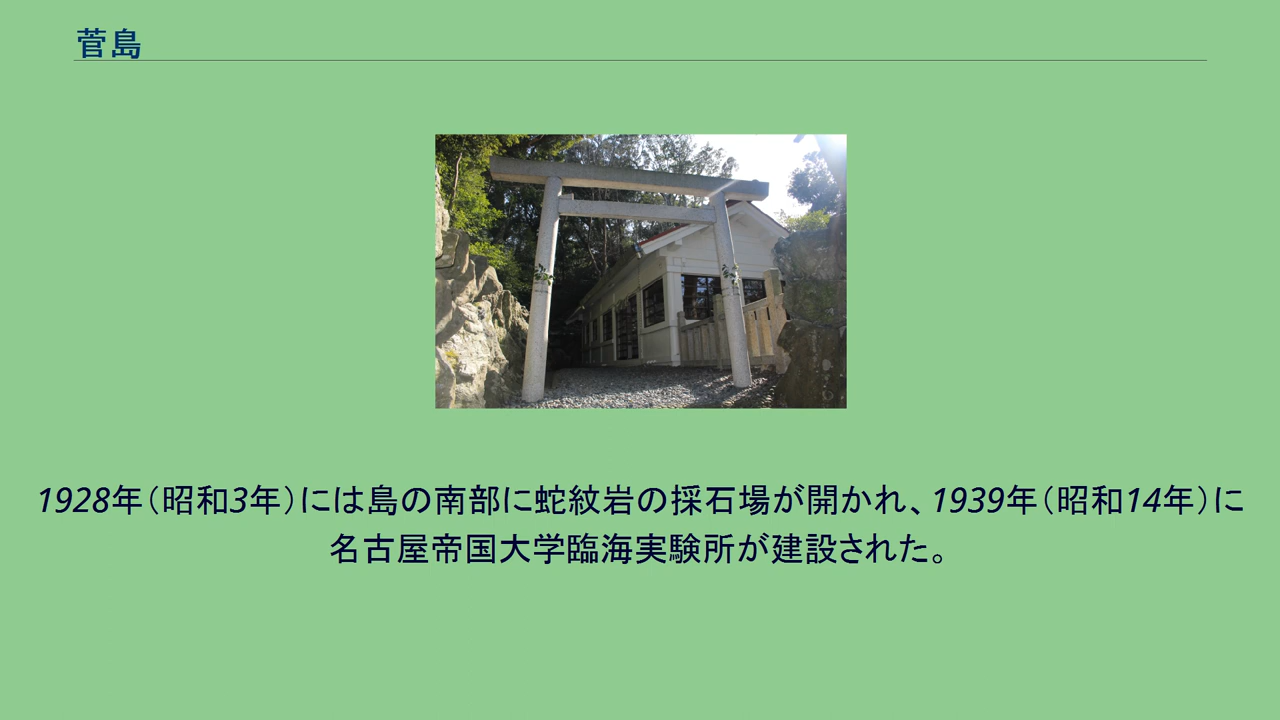 菅島
1928年（昭和3年）には島の南部に蛇紋岩の採石場が開かれ、1939年（昭和14年）に
名古屋帝国大学臨海実験所が建設された。